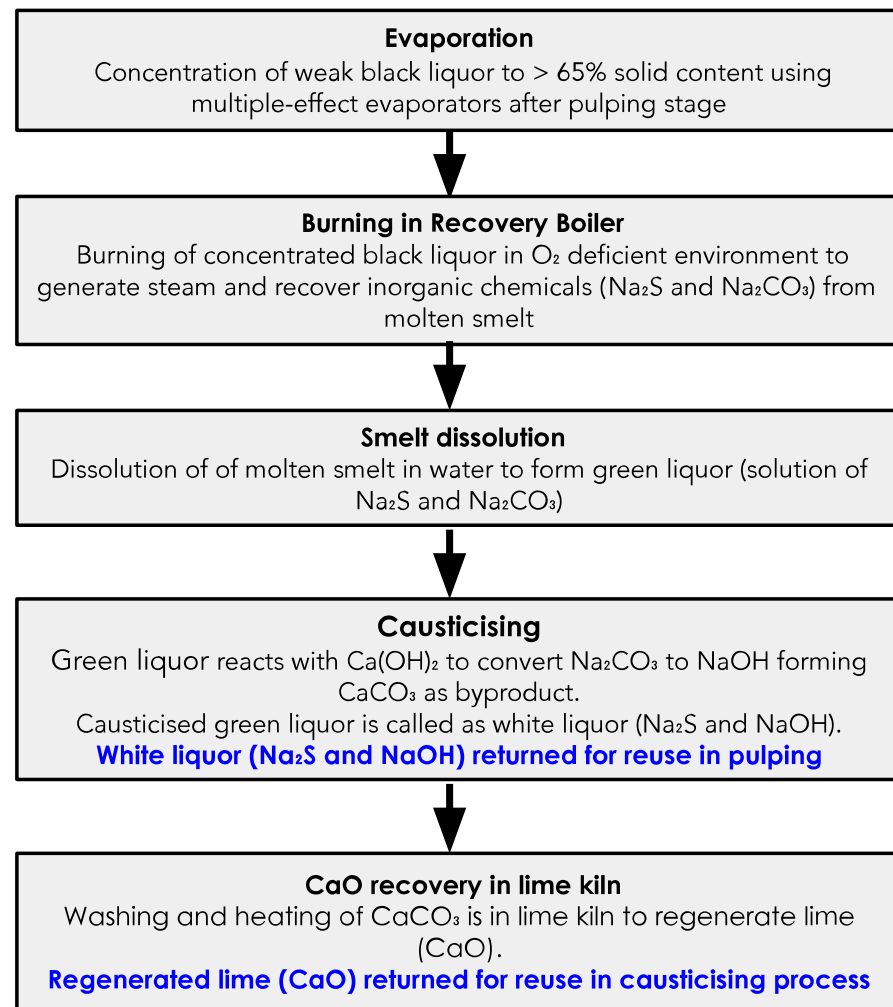 Evaporation
Concentration of weak black liquor to > 65% solid content using
multiple-effect evaporators after pulping stage
Burning in Recovery Boiler
Burning of concentrated black liquor in O₂ deficient environment to
generate steam and recover inorganic chemicals (Na₂S and Na₂CO₃) from
molten smelt
Smelt dissolution
Dissolution of of molten smelt in water to form green liquor (solution of
Na₂S and Na₂CO₃)
Causticising
Green liquor reacts with Ca(OH)₂ to convert Na₂CO₃ to NaOH forming
CaCO₃ as byproduct.
Causticised green liquor is called as white liquor (Na₂S and NaOH).
White liquor (Na₂S and NaOH) returned for reuse in pulping
CaO recovery in lime kiln
Washing and heating of CaCO₃ is in lime kiln to regenerate lime
(CaO).
Regenerated lime (CaO) returned for reuse in causticising process